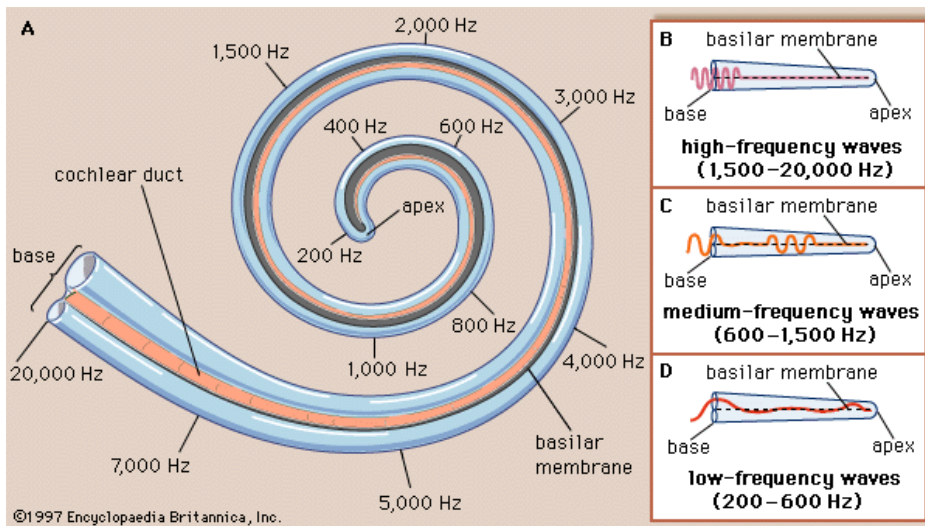 A
2,000 Hz
1,500 Hz
3,000 Hz
400 Hz
600 Hz
cochlear duct
apex
200 Hz
base
800 Hz
20,000 Hz
1,000 Hz
4,000 Hz
7,000 Hz
basilar
membrane
5,000 Hz
©1997 Encyclopaedia Britannica, Inc.
B
basilar membrane
base
apex
high-frequency waves
(1,500–20,000 Hz)
C
basilar membrane
base
apex
medium-frequency waves
(600–1,500 Hz)
D
basilar membrane
base
apex
low-frequency waves
(200–600 Hz)